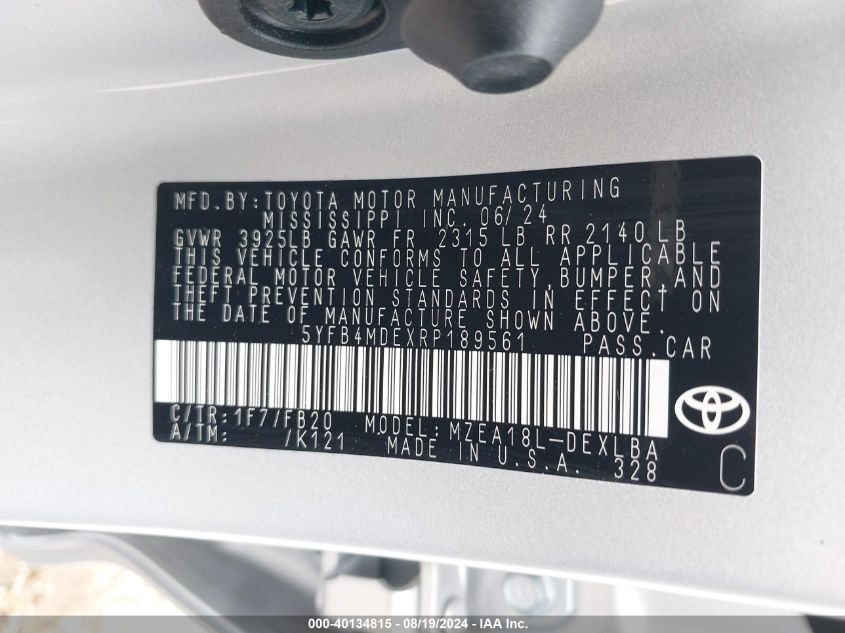 MFD.BY:TOYOTA MOTOR MANUFACTURING
MISSISSIPPI INC. 06/24
GVWR 3925LB GAWR FR 2315 LB RR 2140 LB
THIS VEHICLE CONFORMS TO ALL APPLICABLE
FEDERAL MOTOR VEHICLE SAFETY,BUMPER,AND
THEFT PREVENTION STANDARDS IN EFFECT ON
THE DATE OF MANUFACTURE SHOWN ABOVE.
5YFB4MDEXRP189561 PASS.CAR
C/TR:1F7/FB20 MODEL:MZEA18L-DEXLBA
A/TM: /K121 MADE IN U.S.A. 328
C
000-40134815 - 08/19/2024 - © IAA Inc.